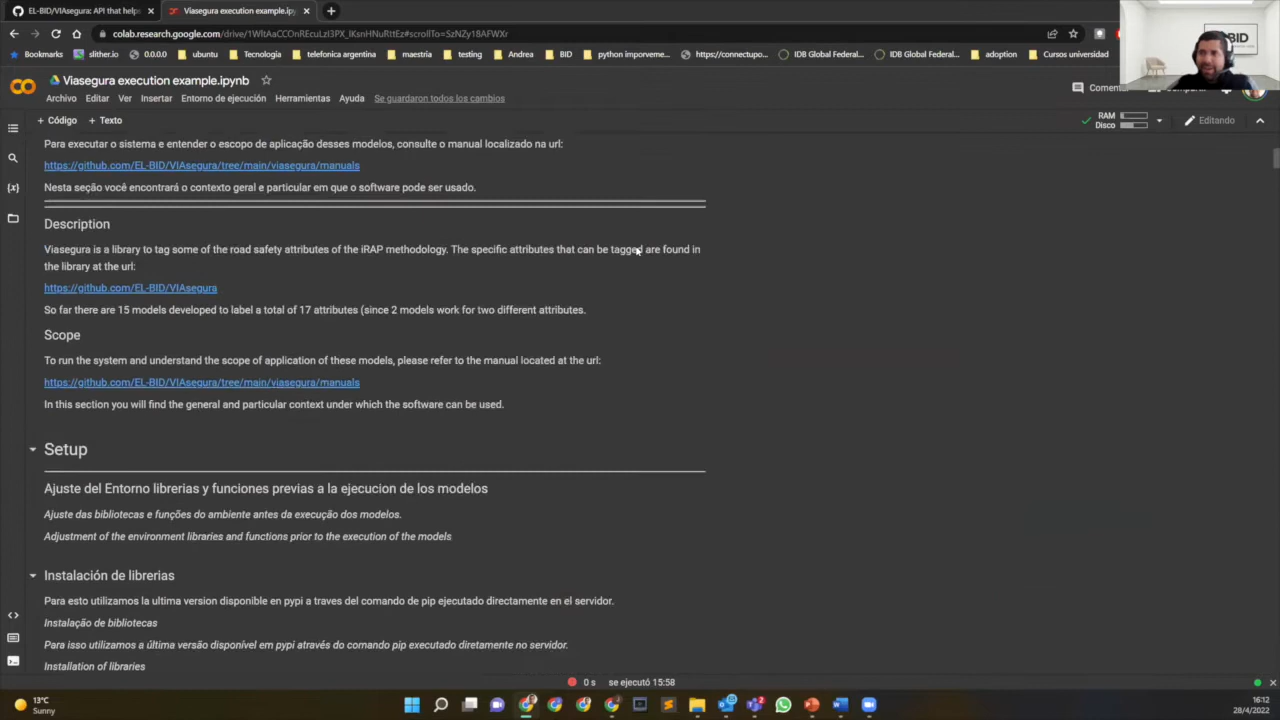 EL-BID/VIAsegura: API that help
Viasegura execution example.ipy
colab.research.google.com/drive/1WltAaCCOnREcuLzI3PX_IKsnHNuRttEz#scrollTo=SzNZy18AFWXr
Bookmarks slither.io 0.0.0.0 ubuntu Tecnologia telefonica argentina maestria testing Andrea BID python imporveme... https://connectupo... IDB Global Federal... IDB Global Federal... adoption Cursos universidad
BID
Viasegura execution example.ipynb
Archivo Editar Ver Insertar Entorno de ejecución Herramientas Ayuda Se guardaron todos los cambios
Comentar
+ Código + Texto
RAM
Disco
Editando
Para executar o sistema e entender o escopo de aplicação desses modelos, consulte o manual localizado na url:
https://github.com/EL-BID/VIAsegura/tree/main/viasegura/manuals
Nesta seção você encontrará o contexto geral e particular em que o software pode ser usado.
Description
Viasegura is a library to tag some of the road safety attributes of the iRAP methodology. The specific attributes that can be tagged are found in
the library at the url:
https://github.com/EL-BID/VIAsegura
So far there are 15 models developed to label a total of 17 attributes (since 2 models work for two different attributes.
Scope
To run the system and understand the scope of application of these models, please refer to the manual located at the url:
https://github.com/EL-BID/VIAsegura/tree/main/viasegura/manuals
In this section you will find the general and particular context under which the software can be used.
Setup
Ajuste del Entorno librerias y funciones previas a la ejecucion de los modelos
Ajuste das bibliotecas e funções do ambiente antes da execução dos modelos.
Adjustment of the environment libraries and functions prior to the execution of the models
Instalación de librerias
Para esto utilizamos la ultima version disponible en pypi a traves del comando de pip ejecutado directamente en el servidor.
Instalação de bibliotecas
Para isso utilizamos a última versão disponível em pypi através do comando pip executado diretamente no servidor.
Installation of libraries
0 s se ejecutó 15:58
13°C
Sunny
16:12
28/4/2022